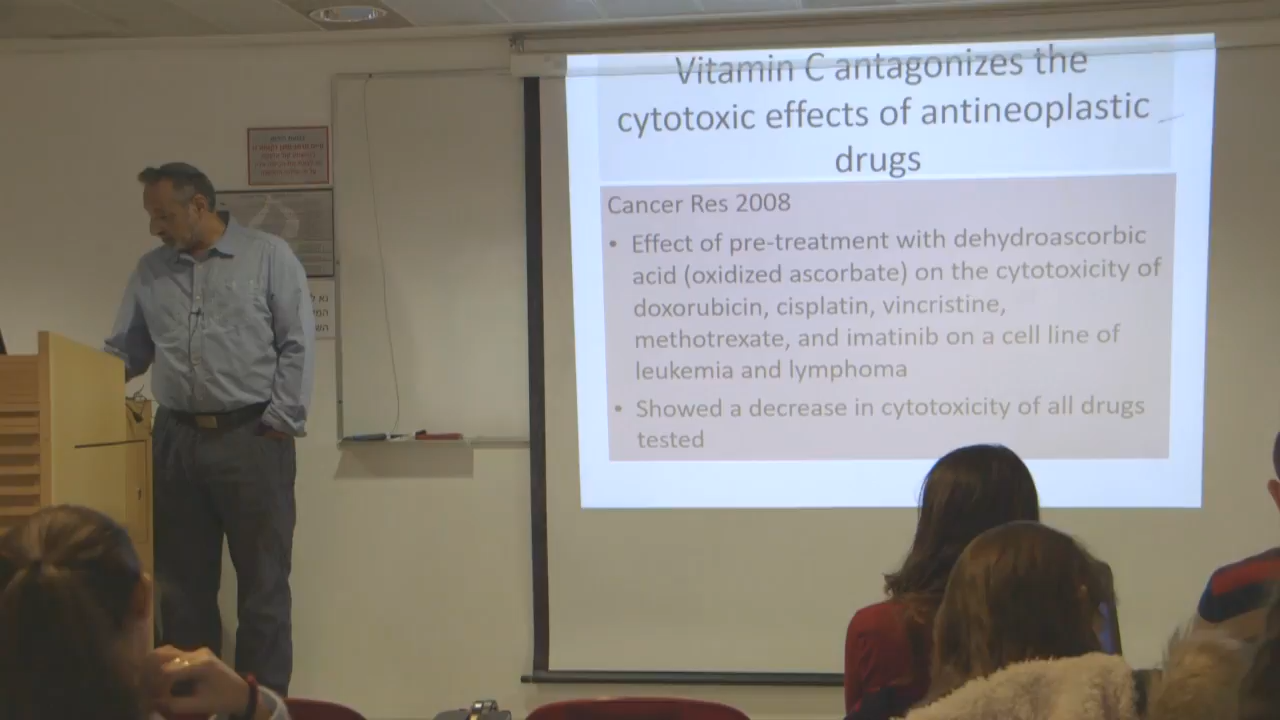 Vitamin C antagonizes the
cytotoxic effects of antineoplastic
drugs
Cancer Res 2008
• Effect of pre-treatment with dehydroascorbic
acid (oxidized ascorbate) on the cytotoxicity of
doxorubicin, cisplatin, vincristine,
methotrexate, and imatinib on a cell line of
leukemia and lymphoma
• Showed a decrease in cytotoxicity of all drugs
tested